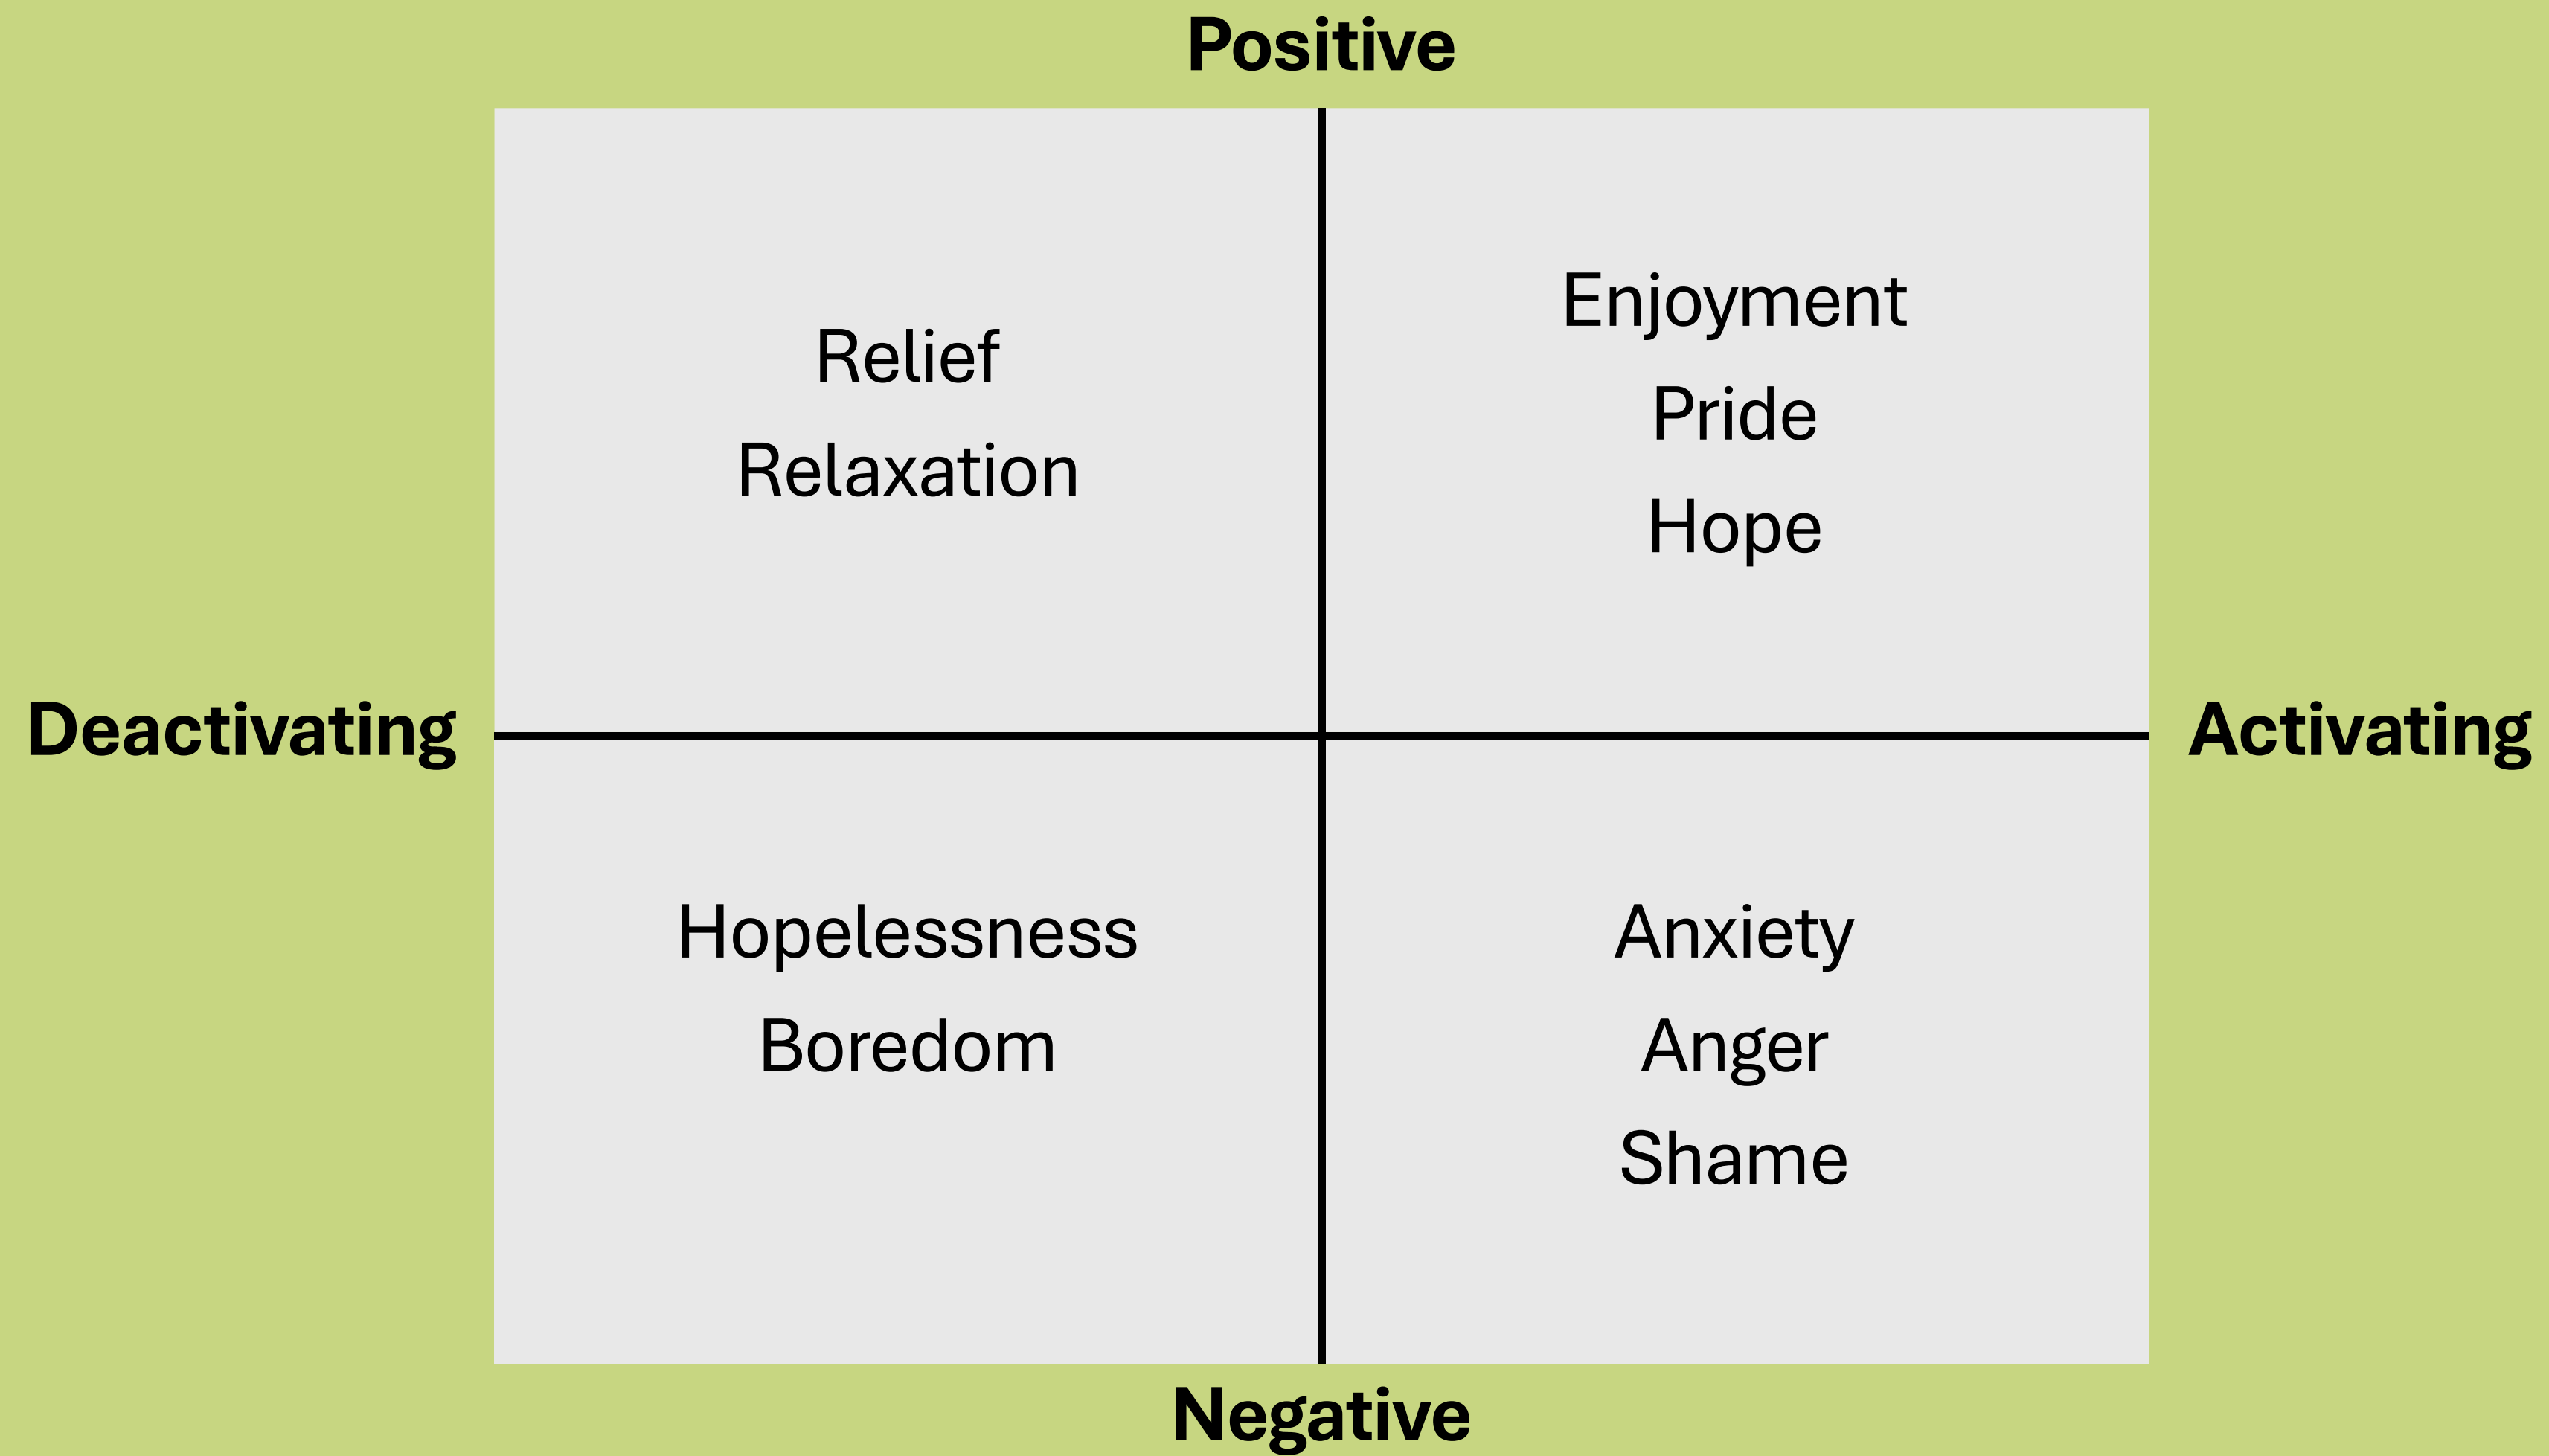 Positive
Relief
Relaxation
Enjoyment
Pride
Hope
Deactivating
Activating
Hopelessness
Boredom
Anxiety
Anger
Shame
Negative